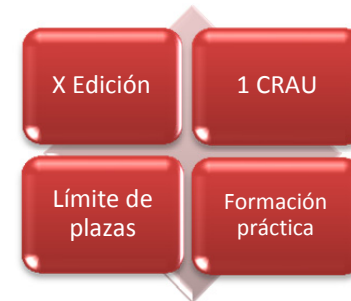 X Edición
1 CRAU
Límite de
plazas
Formación
práctica